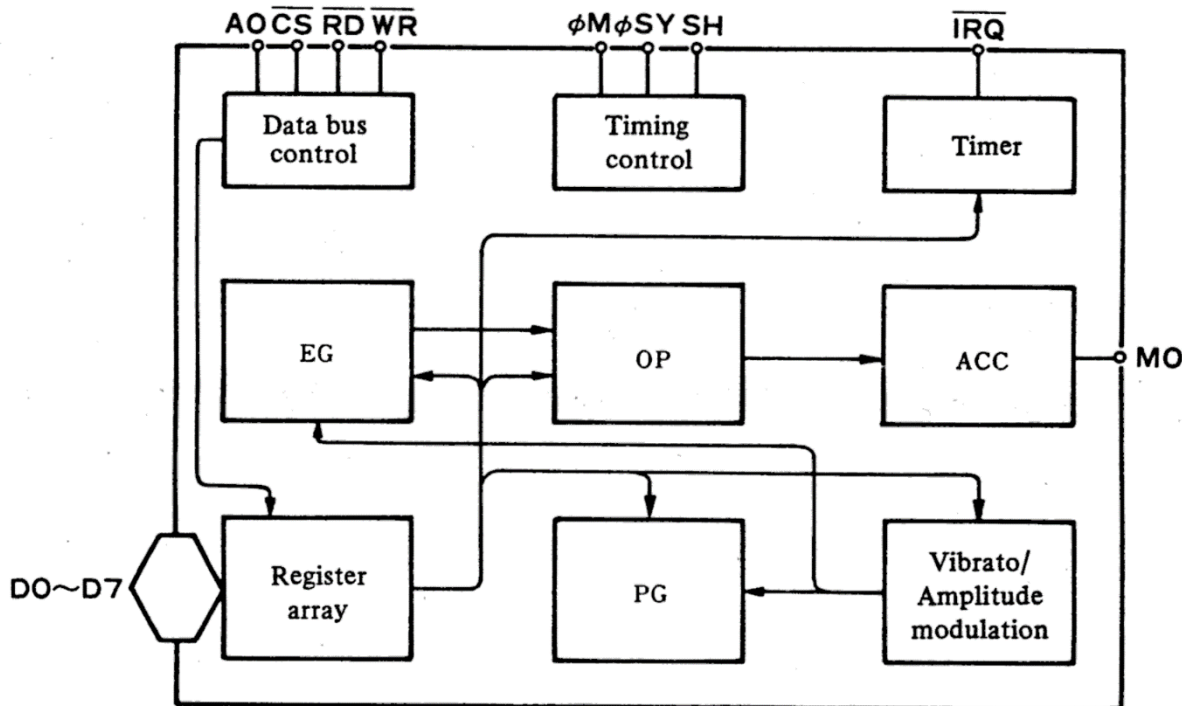 A0 CS RD WR φM φSY SH IRQ
Data bus
control
Timing
control
Timer
EG
OP
ACC
MO
D0~D7
Register
array
PG
Vibrato/
Amplitude
modulation